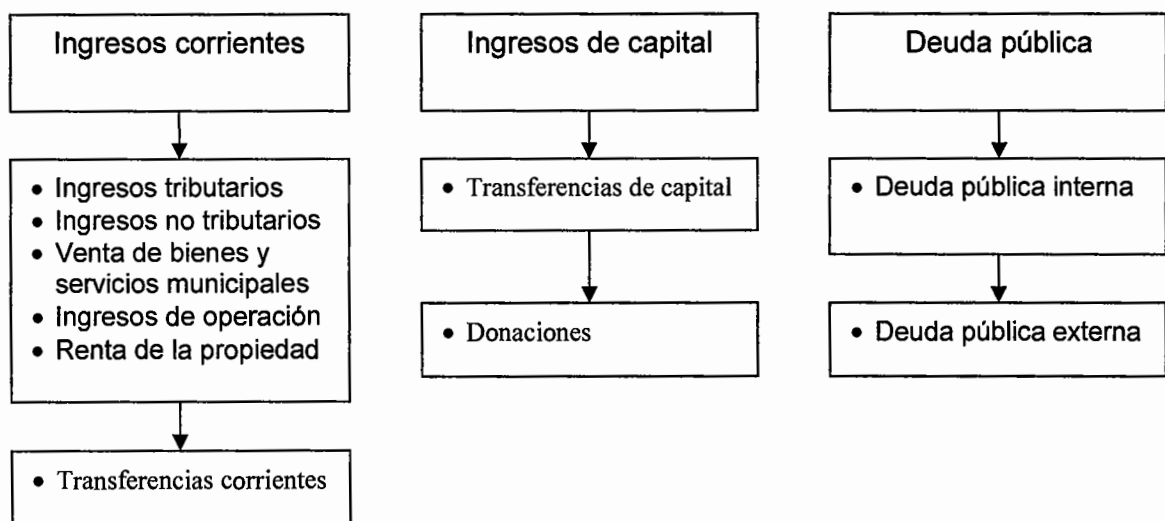 Ingresos corrientes
• Ingresos tributarios
• Ingresos no tributarios
• Venta de bienes y
servicios municipales
• Ingresos de operación
• Renta de la propiedad
• Transferencias corrientes
Ingresos de capital
• Transferencias de capital
• Donaciones
Deuda pública
• Deuda pública interna
• Deuda pública externa